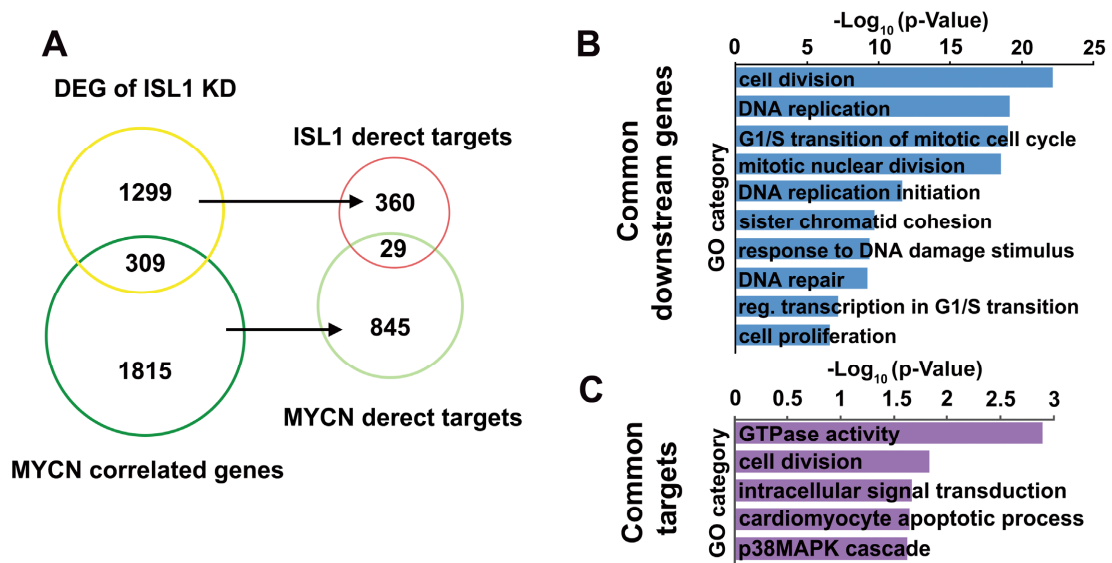 A
DEG of ISL1 KD
ISL1 derect targets
1299
360
309
29
845
1815
MYCN derect targets
MYCN correlated genes
B
-Log10 (p-Value)
0 5 10 15 20 25
Common
downstream genes
GO category
cell division
DNA replication
G1/S transition of mitotic cell cycle
mitotic nuclear division
DNA replication initiation
sister chromatid cohesion
response to DNA damage stimulus
DNA repair
reg. transcription in G1/S transition
cell proliferation
C
-Log10 (p-Value)
0 0.5 1 1.5 2 2.5 3
Common
targets
GO category
GTPase activity
cell division
intracellular signal transduction
cardiomyocyte apoptotic process
p38MAPK cascade